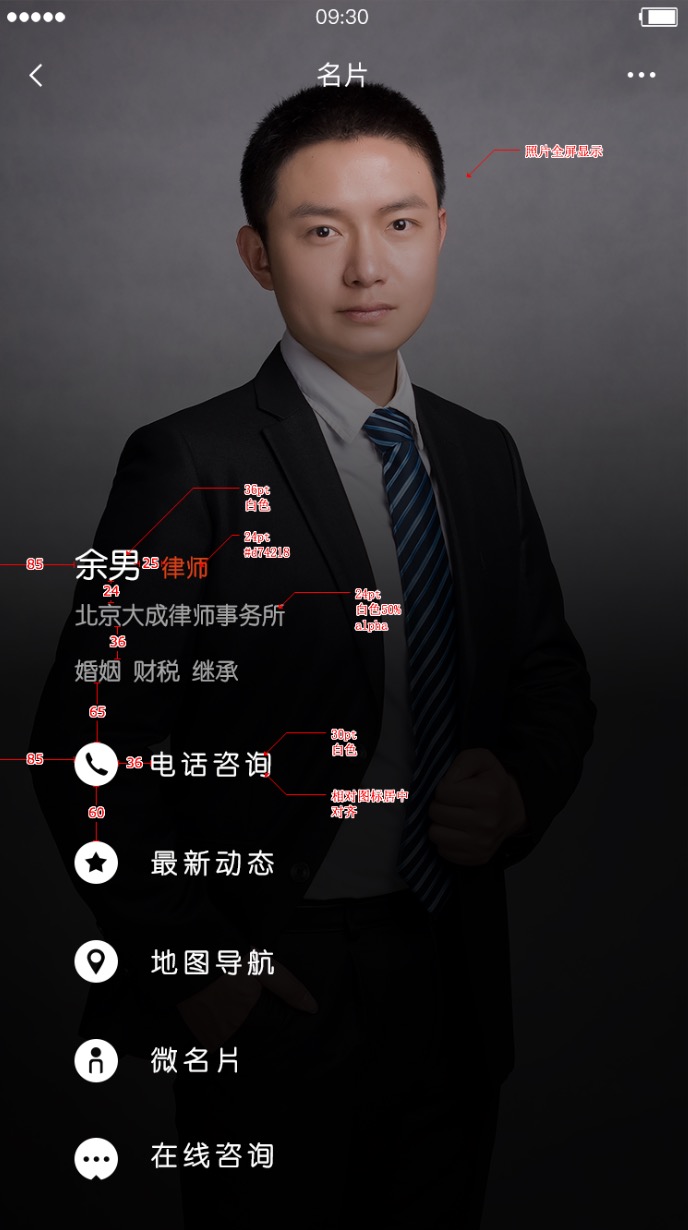 09:30
名片
照片全屏显示
36pt
白色
24pt
#d74218
85
余男
25
律师
24
24pt
白色50%
alpha
北京大成律师事务所
36
婚姻 财税 继承
65
30pt
白色
85
36
电话咨询
相对图标居中
对齐
60
最新动态
地图导航
微名片
在线咨询